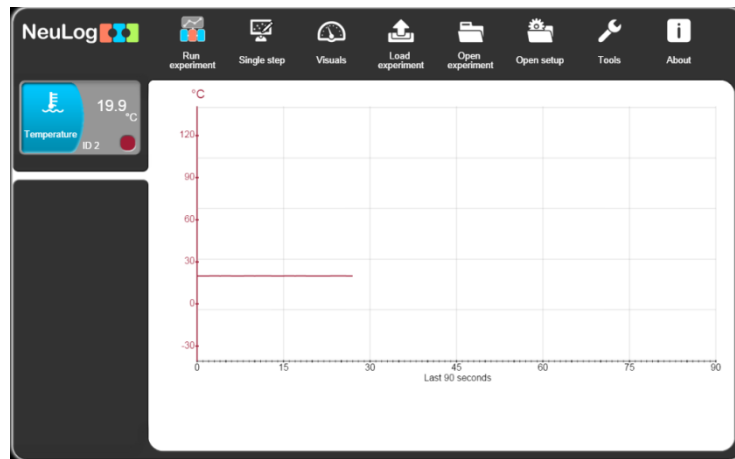 NeuLog
Run experiment
Single step
Visuals
Load experiment
Open experiment
Open setup
Tools
About
19.9 °C
Temperature
ID 2
°C
120
90
60
30
0
-30
0 15 30 45 60 75 90
Last 90 seconds